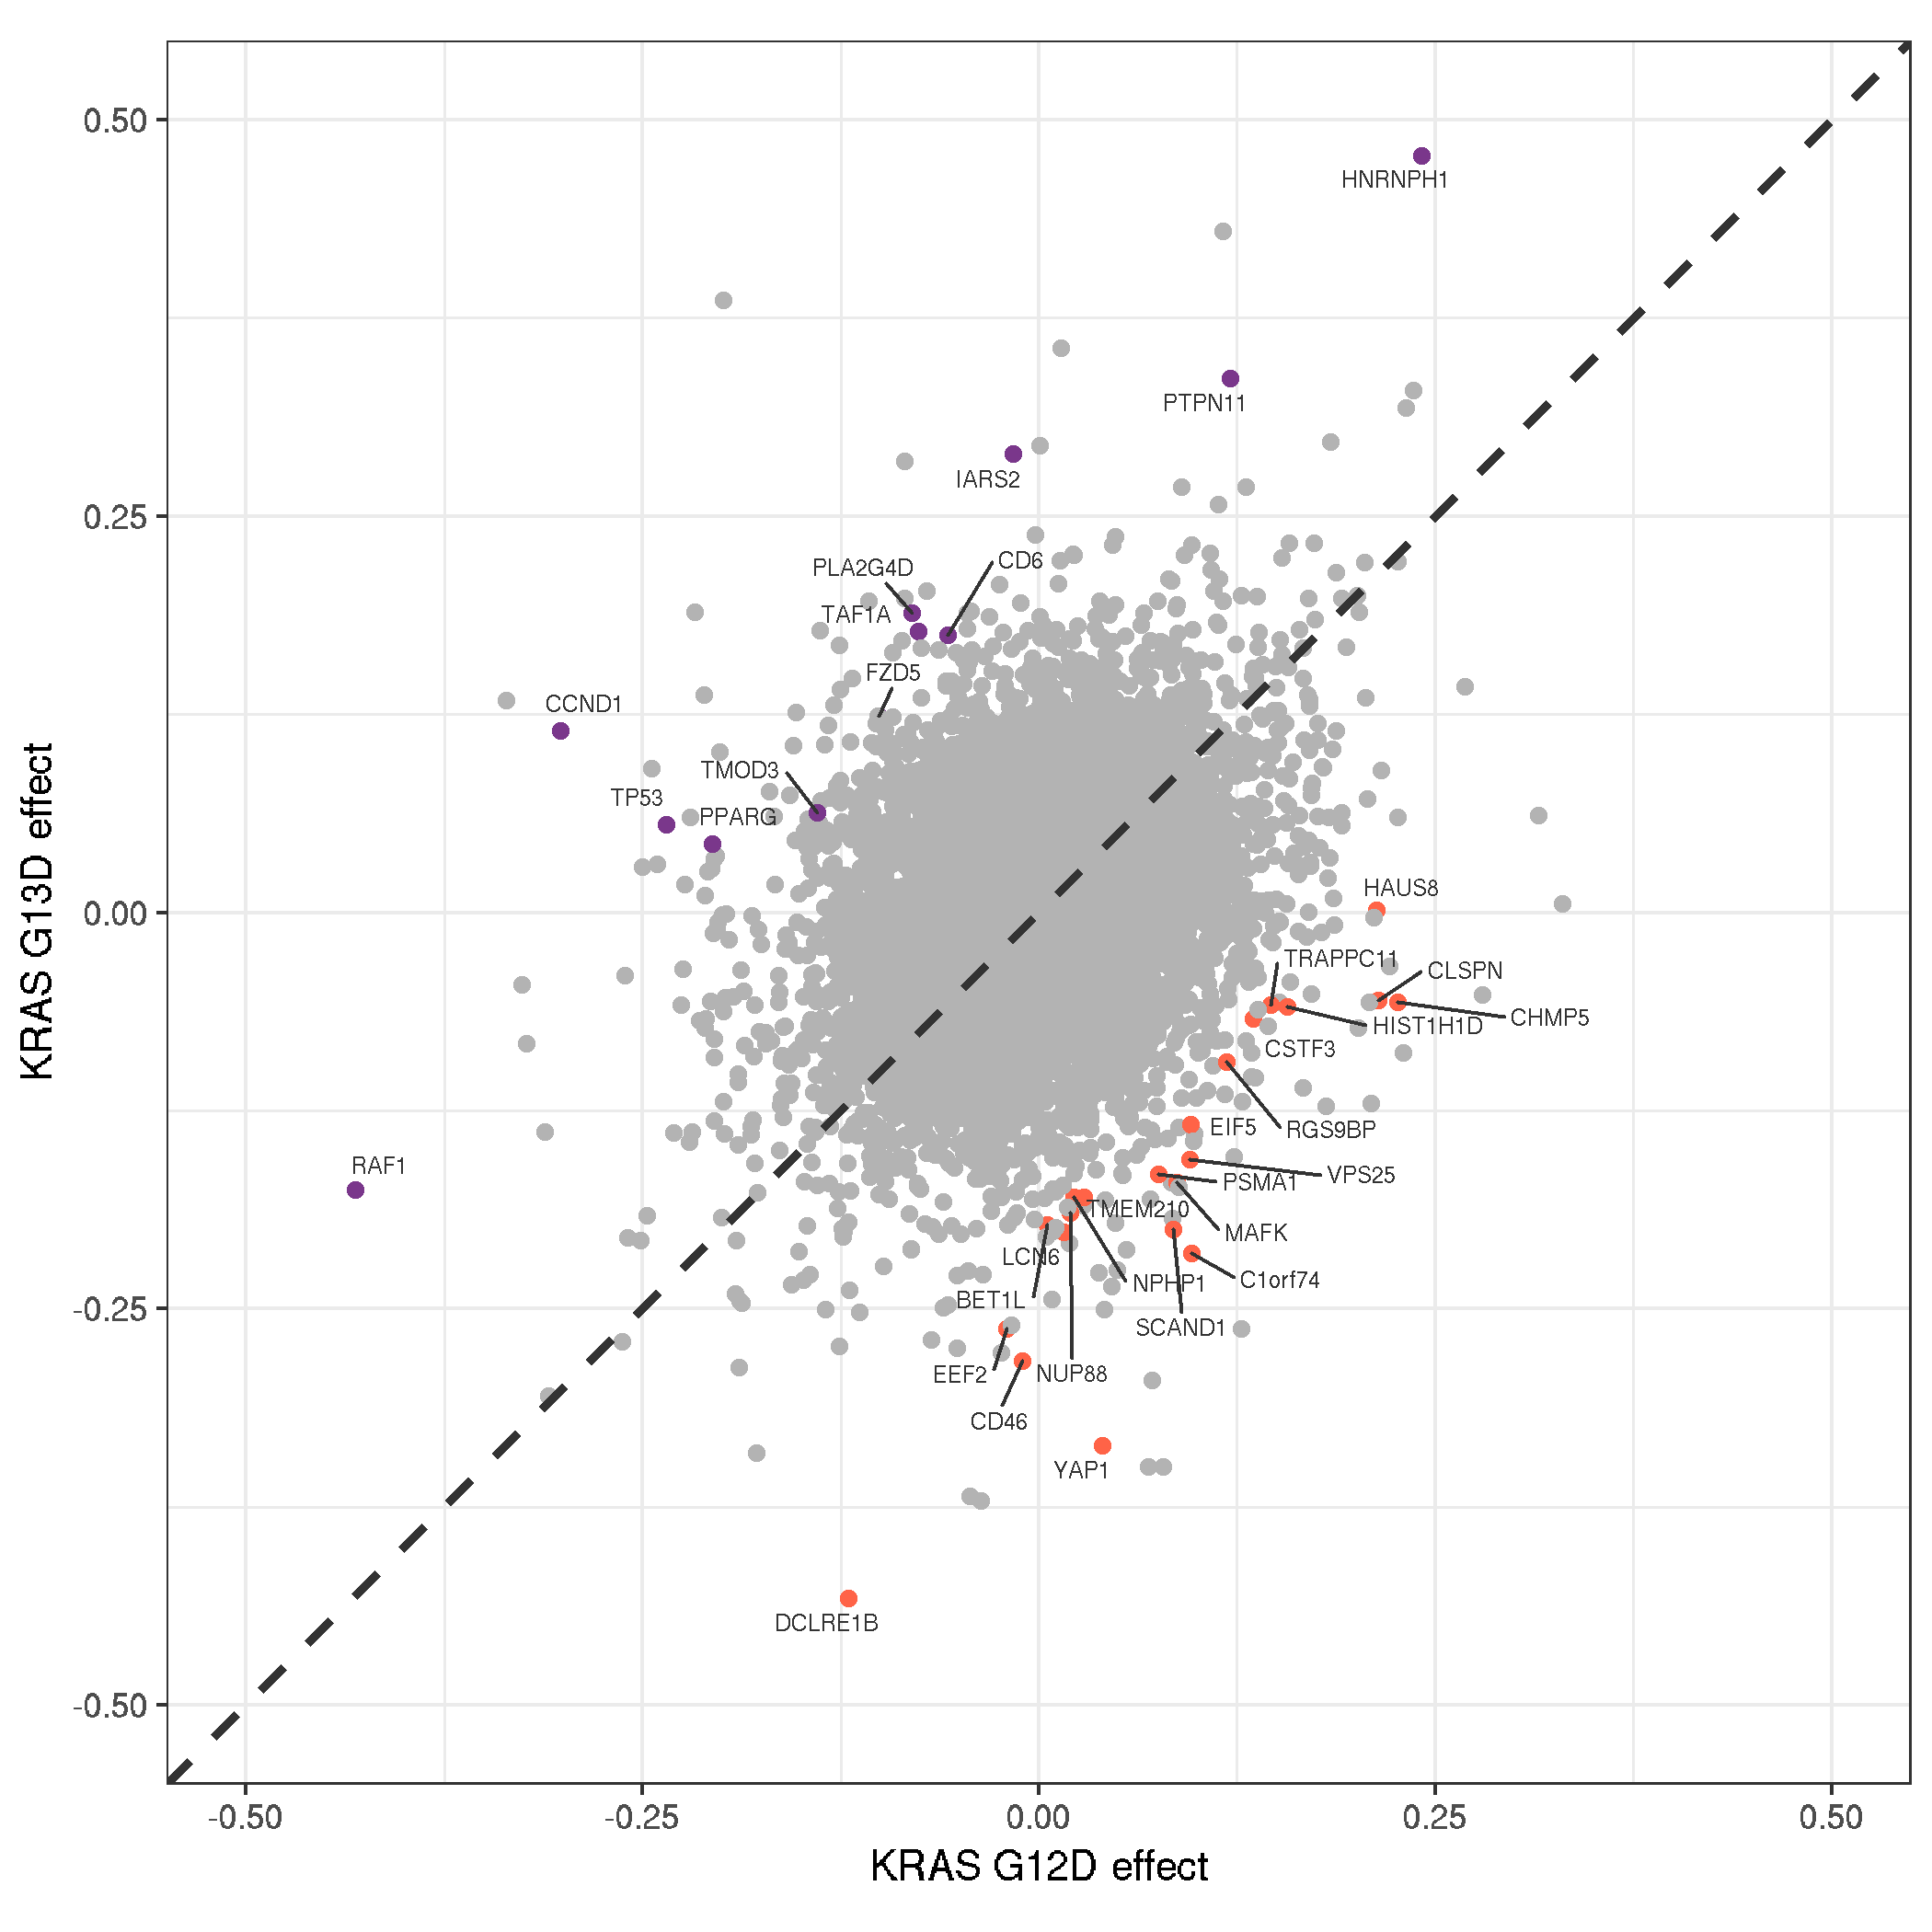 0.50
HNRNPH1
PTPN11
IARS2
0.25
CD6
PLA2G4D
TAF1A
FZD5
CCND1
TMOD3
TP53
PPARG
KRAS G13D effect
HAUS8
0.00
TRAPPC11
CLSPN
CHMP5
HIST1H1D
CSTF3
RGS9BP
EIF5
RAF1
VPS25
PSMA1
TMEM210
MAFK
LCN6
C1orf74
NPHP1
BET1L
-0.25
SCAND1
EEF2
NUP88
CD46
YAP1
DCLRE1B
-0.50
-0.50
-0.25
0.00
0.25
0.50
KRAS G12D effect